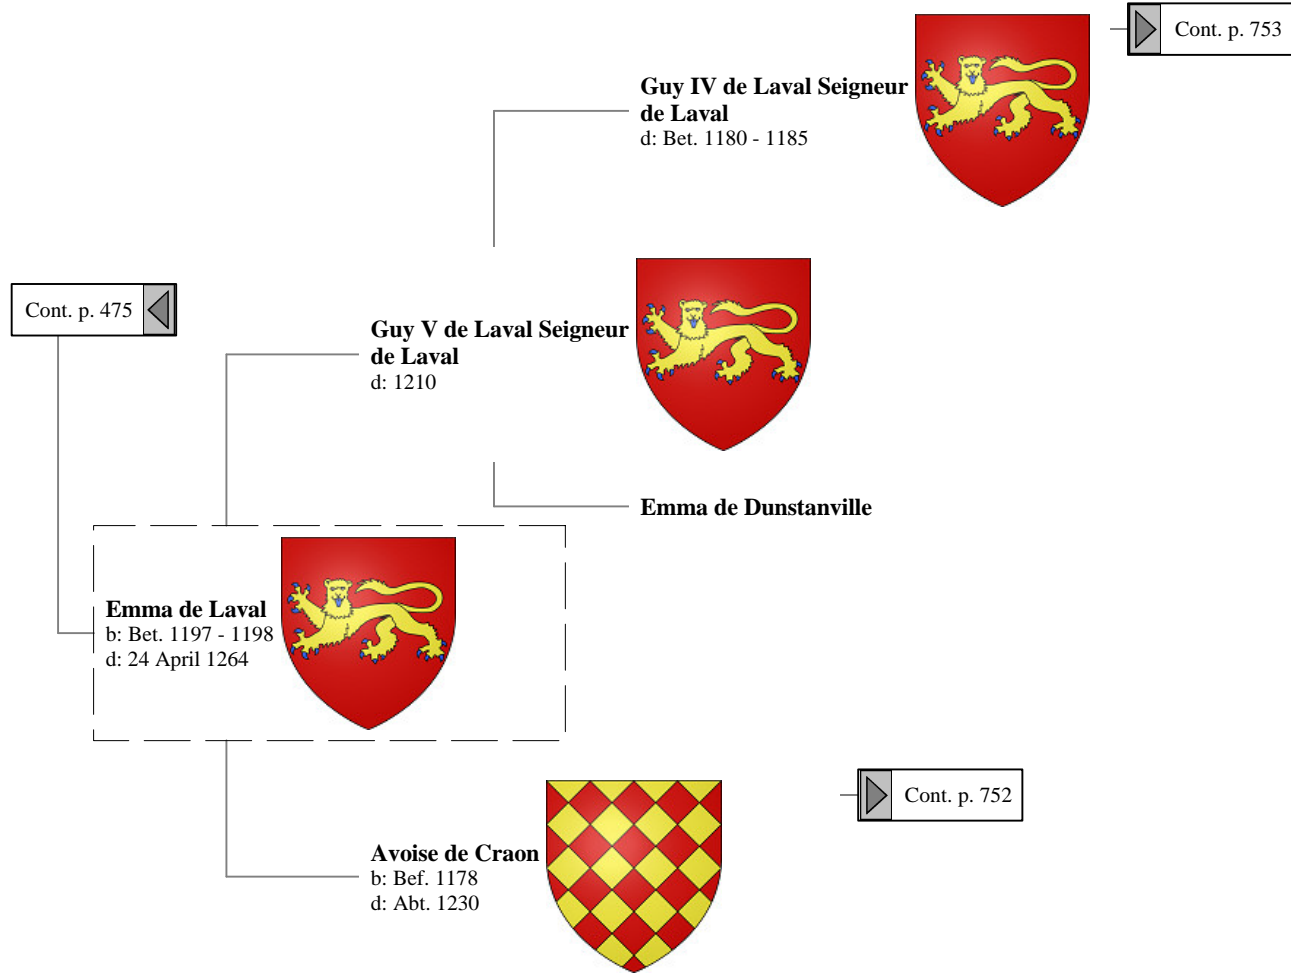 Cont. p. 753
Guy IV de Laval Seigneur
de Laval
d: Bet. 1180 - 1185
Cont. p. 475
Guy V de Laval Seigneur
de Laval
d: 1210
Emma de Dunstanville
Emma de Laval
b: Bet. 1197 - 1198
d: 24 April 1264
Cont. p. 752
Avoise de Craon
b: Bef. 1178
d: Abt. 1230